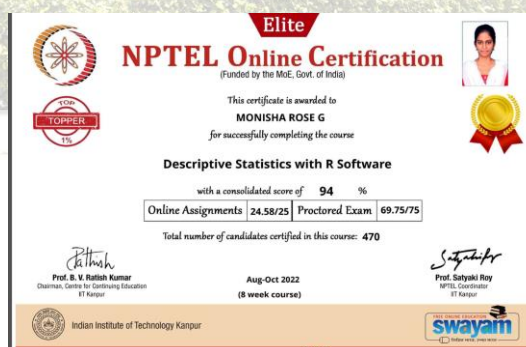 Elite
NPTEL Online Certification
(Funded by the MoE, Govt. of India)
This certificate is awarded to
MONISHA ROSE G
for successfully completing the course
TOP
TOPPER
1%
Descriptive Statistics with R Software
with a consolidated score of 94 %
Online Assignments 24.58/25 Proctored Exam 69.75/75
Total number of candidates certified in this course: 470
Prof. B. V. Ratish Kumar
Chairman, Centre for Continuing Education
IIT Kanpur
Aug-Oct 2022
(8 week course)
Prof. Satyaki Roy
NPTEL Coordinator
IIT Kanpur
Indian Institute of Technology Kanpur
FREE ONLINE EDUCATION
swayam